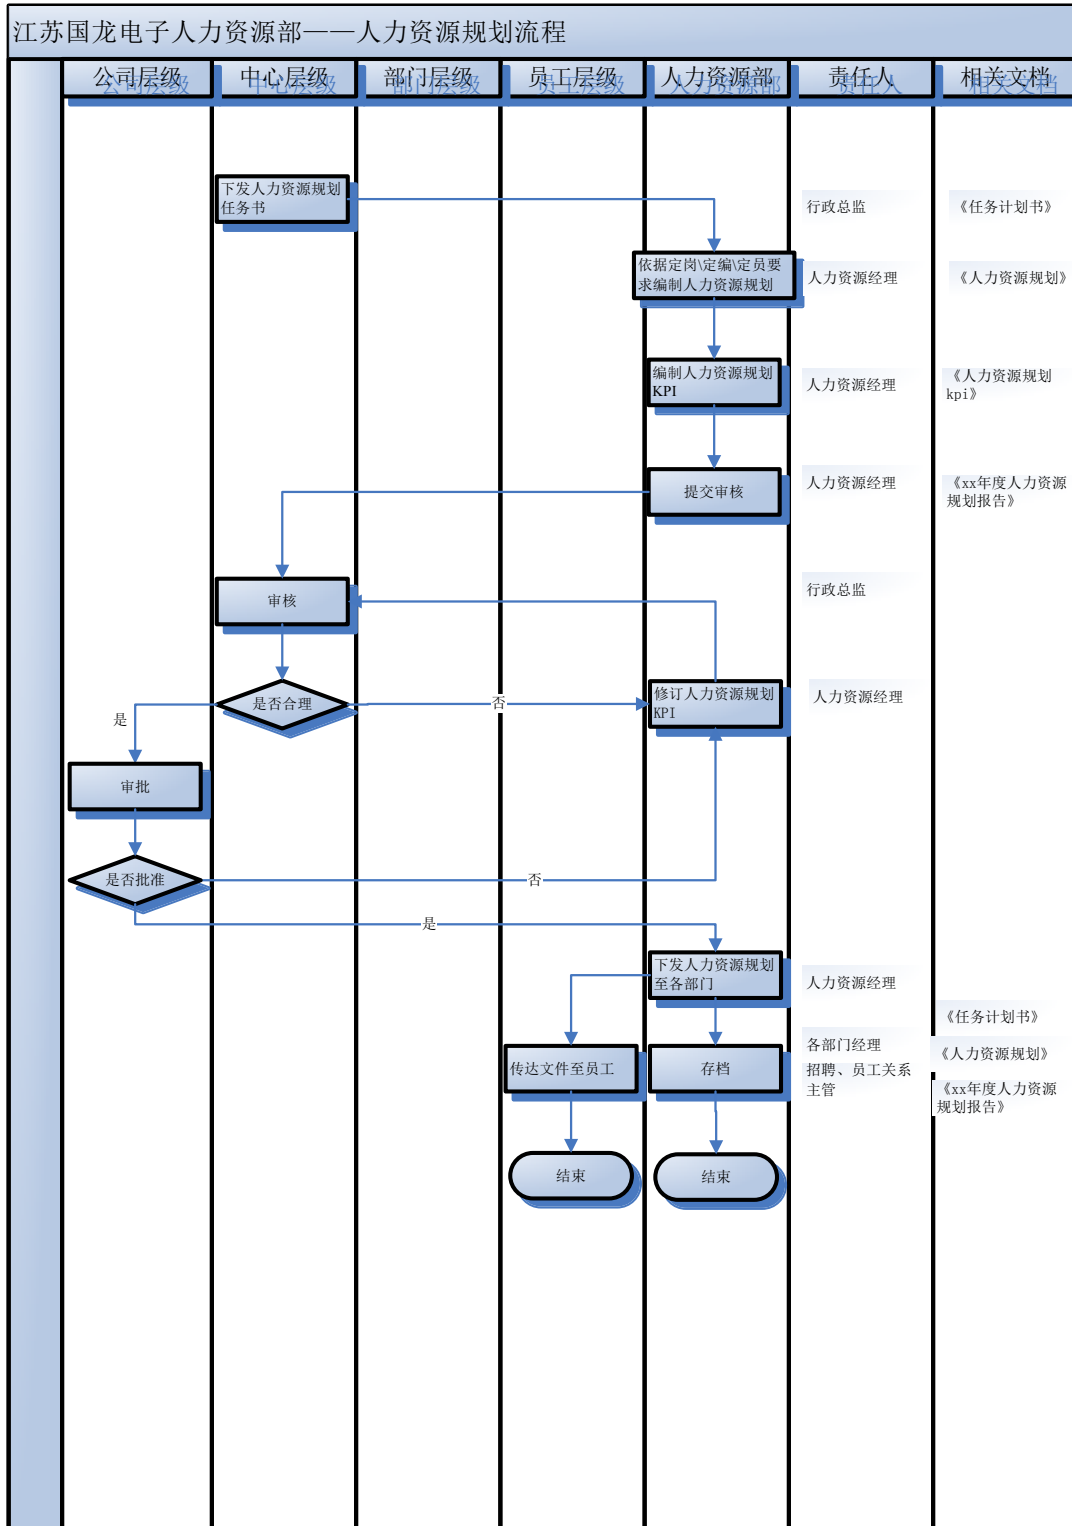 江苏国龙电子人力资源部——人力资源规划流程
公司层级 中心层级 部门层级 员工层级 人力资源部 责任人 相关文档
下发人力资源规划
任务书
行政总监
《任务计划书》
依据定岗\定编\定员要
求编制人力资源规划
人力资源经理
《人力资源规划》
编制人力资源规划
KPI
人力资源经理
《人力资源规划
kpi》
提交审核
人力资源经理
《xx年度人力资源
规划报告》
审核
行政总监
是否合理
否
修订人力资源规划
KPI
人力资源经理
是
审批
是否批准
否
是
下发人力资源规划
至各部门
人力资源经理
《任务计划书》
传达文件至员工
存档
各部门经理
招聘、员工关系
主管
《人力资源规划》
《xx年度人力资源
规划报告》
结束
结束